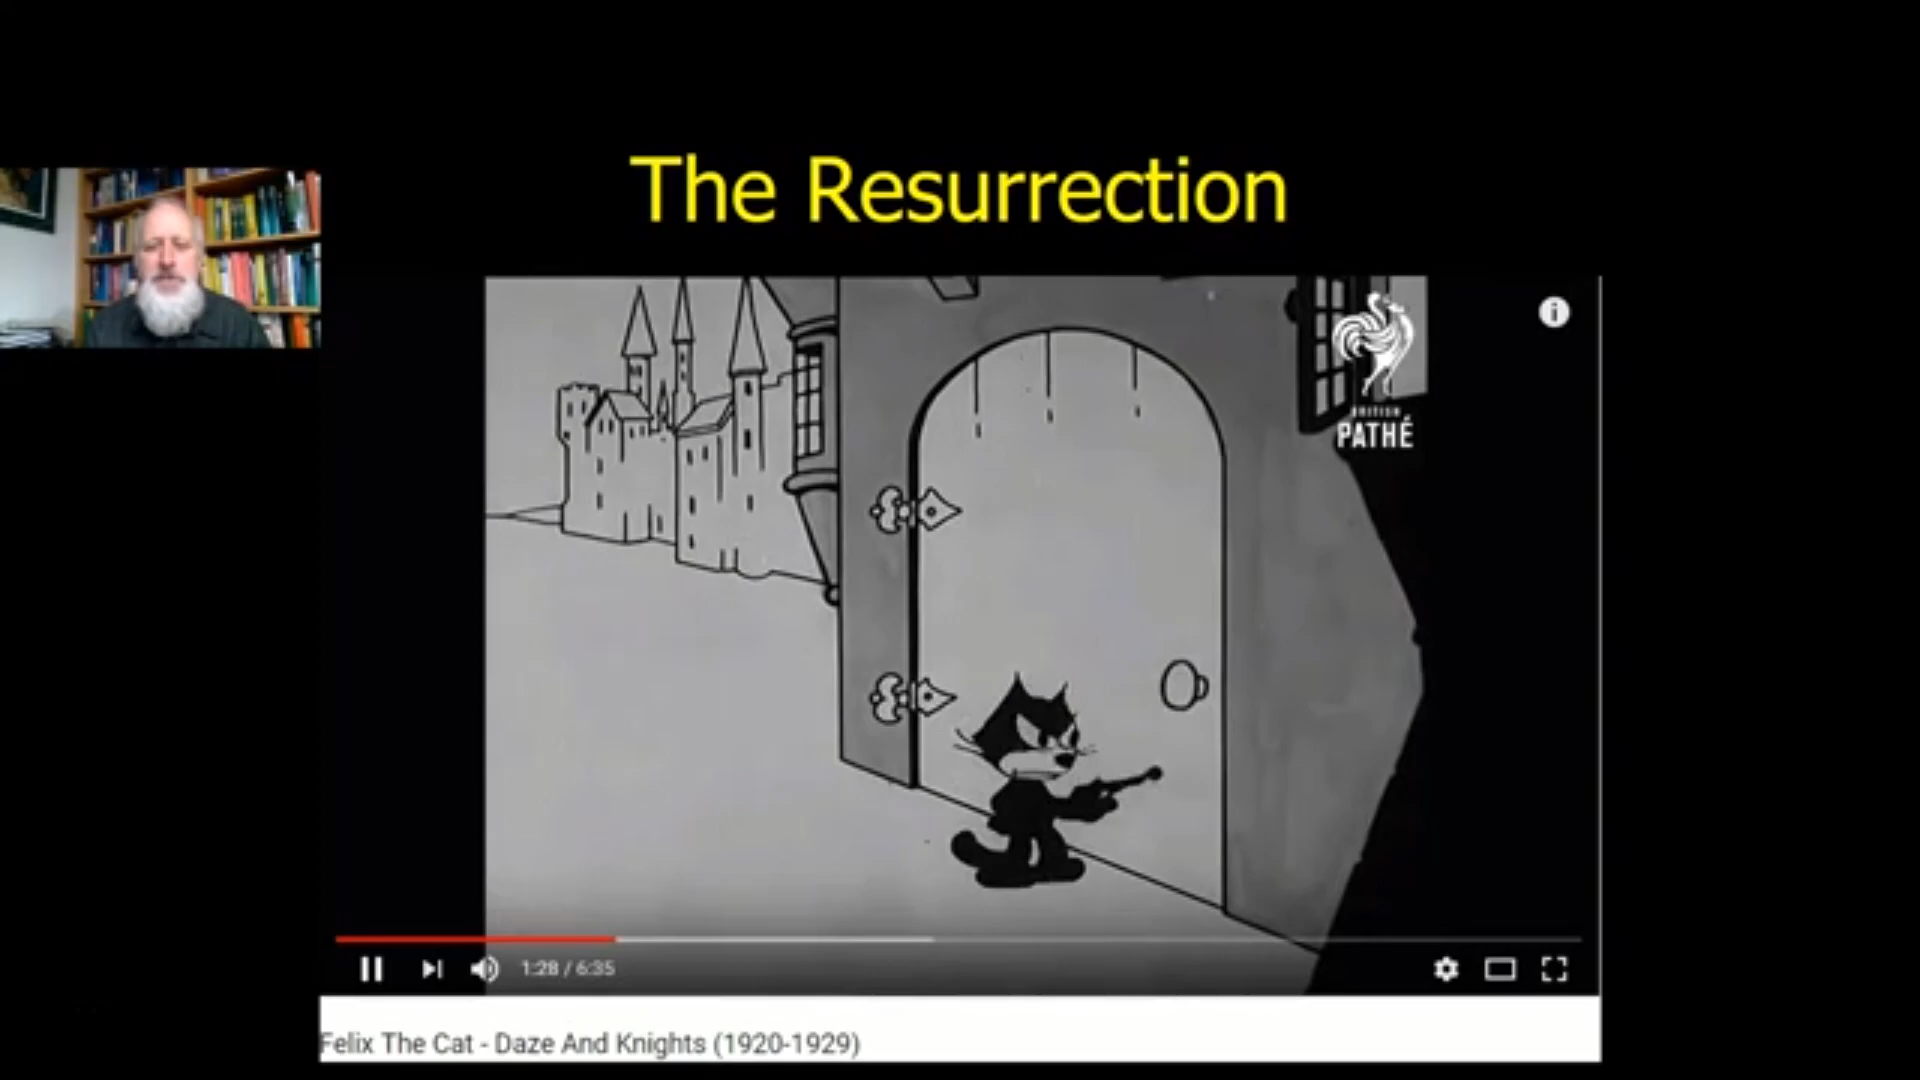 The Resurrection
i
BRITISH
PATHÉ
1:28 / 6:35
Felix The Cat - Daze And Knights (1920-1929)